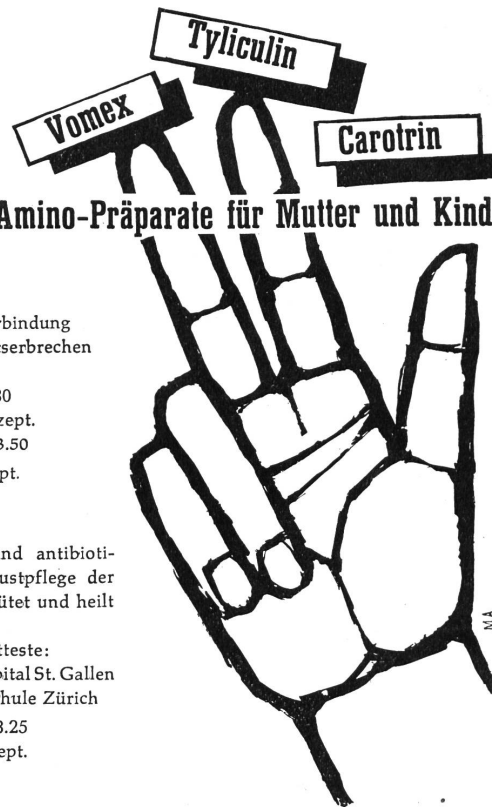 Tyliculin
Vomex
Carotrin
Amino-Präparate für Mutter und Kind
rbindung
serbrechen
zept.
3.50
pt.
nd antibioti-
ustpflege der
ütet und heilt
tteste:
pital St. Gallen
hule Zürich
3.25
ept.
MA